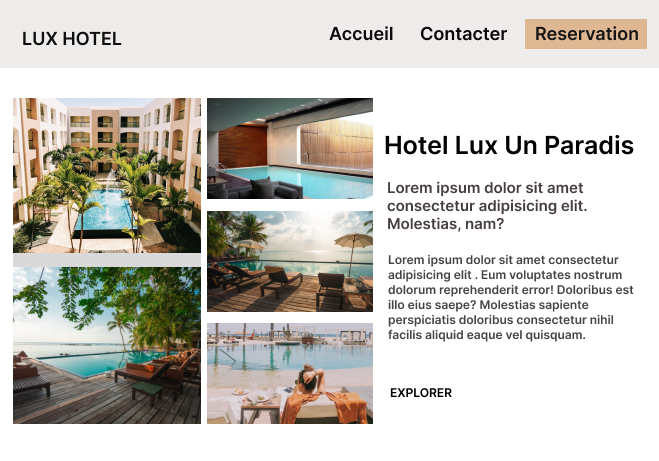 LUX HOTEL
Accueil Contacter Reservation
Hotel Lux Un Paradis
Lorem ipsum dolor sit amet
consectetur adipisicing elit.
Molestias, nam?
Lorem ipsum dolor sit amet consectetur
adipisicing elit . Eum voluptates nostrum
dolorum reprehenderit error! Doloribus est
illo eius saepe? Molestias sapiente
perspiciatis doloribus consectetur nihil
facilis aliquid eaque vel quisquam.
EXPLORER